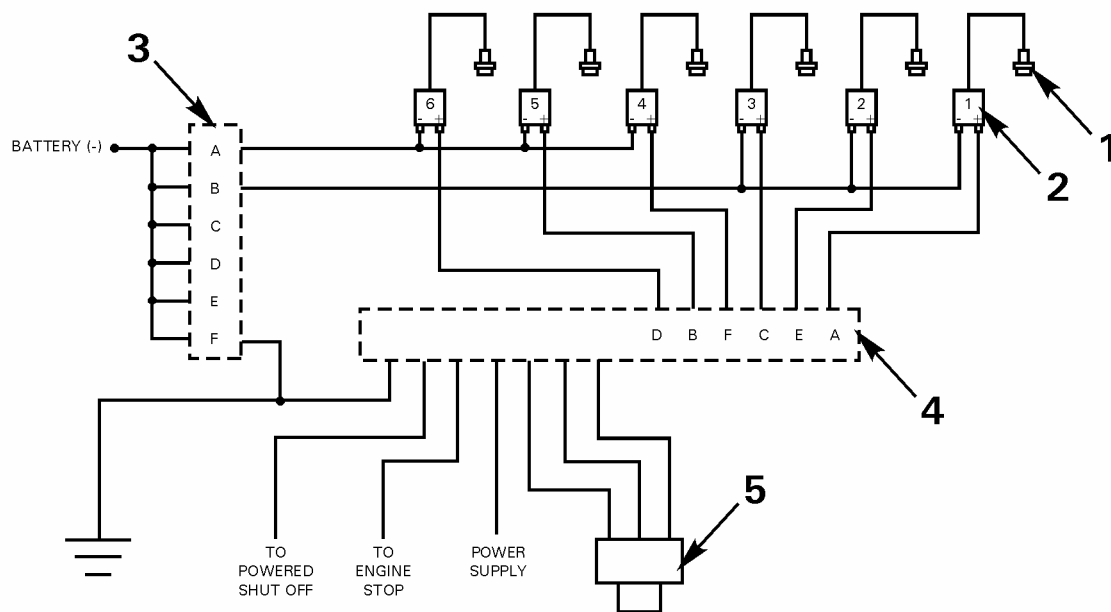 3
6
5
4
3
2
1
- +
- +
- +
- +
- +
- +
1
2
BATTERY (-)
A
B
C
D
E
F
D B F C E A
4
5
TO
POWERED
SHUT OFF
TO
ENGINE
STOP
POWER
SUPPLY